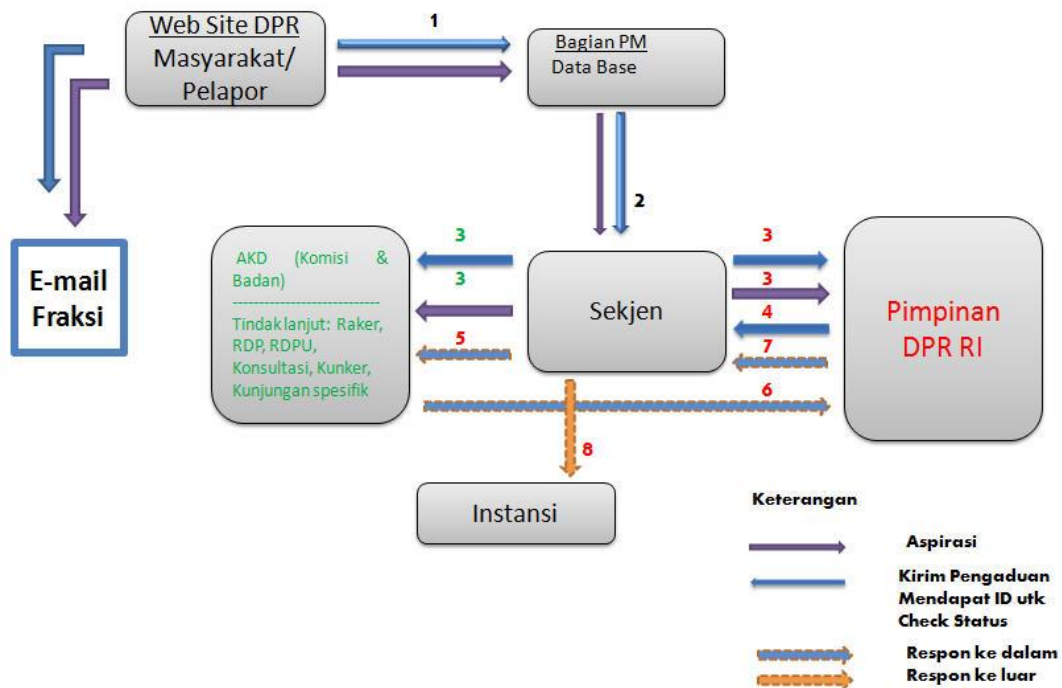 Web Site DPR
Masyarakat/
Pelapor
1
Bagian PM
Data Base
2
E-mail
Fraksi
AKD (Komisi &
Badan)
------------------------------
Tindak lanjut: Raker,
RDP, RDPU,
Konsultasi, Kunker,
Kunjungan spesifik
3
3
5
Sekjen
3
3
4
7
6
Pimpinan
DPR RI
8
Instansi
Keterangan
Aspirasi
Kirim Pengaduan
Mendapat ID utk
Check Status
Respon ke dalam
Respon ke luar